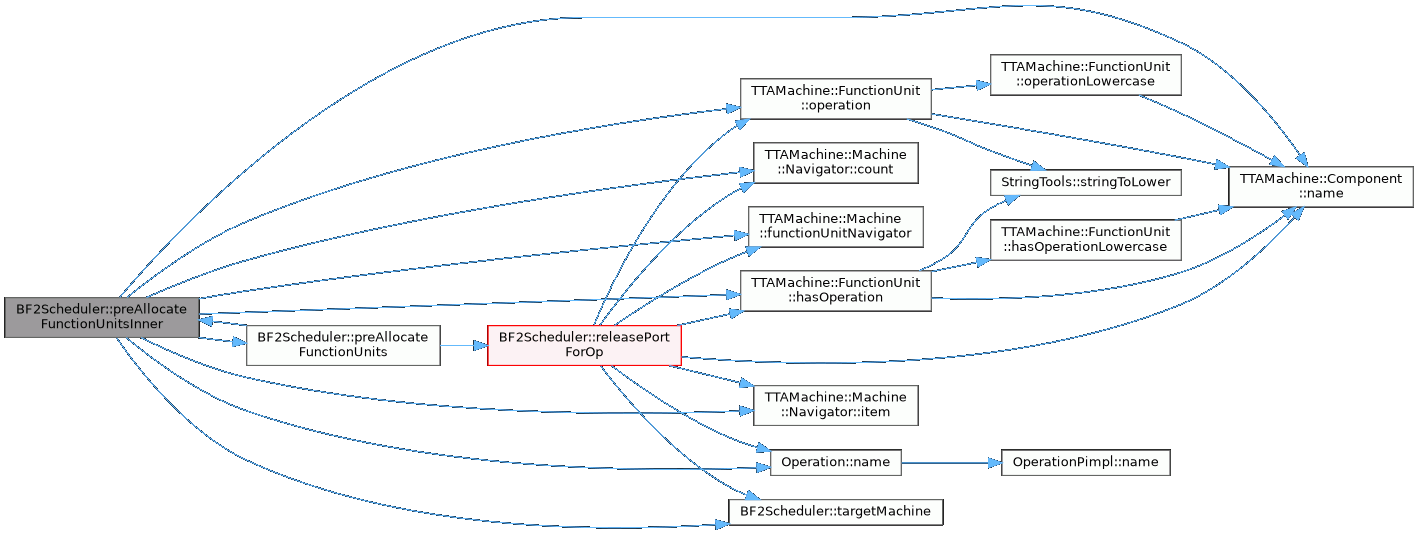 BF2Scheduler::preAllocate
FunctionUnitsInner
BF2Scheduler::preAllocate
FunctionUnits
BF2Scheduler::releasePort
ForOp
TTAMachine::FunctionUnit
::operation
TTAMachine::Machine
Navigator::count
TTAMachine::Machine
::functionUnitNavigator
TTAMachine::FunctionUnit
::hasOperation
TTAMachine::Machine
::Navigator::item
Operation::name
BF2Scheduler::targetMachine
TTAMachine::FunctionUnit
::operationLowercase
StringTools::stringToLower
TTAMachine::FunctionUnit
::hasOperationLowercase
OperationPimpl::name
TTAMachine::Component
::name